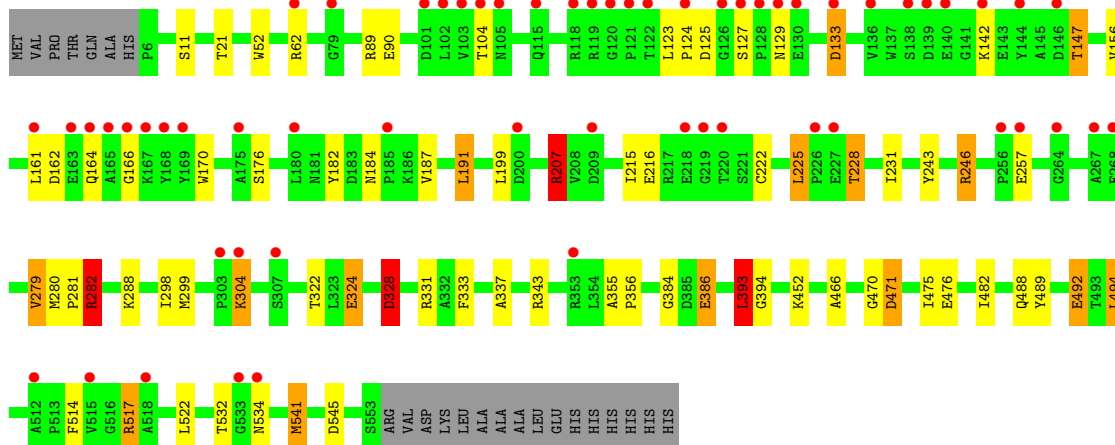 MET VAL PRO THR GLN ALA HIS P6 S11 T21 W52 R62 G79 R89 E90 D101 L102 V103 T104 N105 Q115 R118 R119 G120 P121 T122 L123 P124 D125 G126 S127 P128 N129 E130 D133 V136 W137 S138 D139 E140 G141 K142 E143 Y144 A145 D146 T147
L161 D162 E163 Q164 A165 G166 K167 Y168 Y169 W170 A175 S176 L180 N181 Y182 D183 N184 P185 K186 V187 L191 L199 D200 R207 V208 D209 I215 E216 R217 E218 G219 T220 S221 C222 L225 P226 E227 T228 I231 Y243 R246 P256 E257 G264 A267
V279 M280 P281 R282 K288 I298 M299 P303 K304 S307 T322 L323 E324 D328 R331 A332 F333 A337 R343 R353 L354 A355 P356 G384 D385 E386 L393 G394 K452 A466 G470 D471 I475 E476 I482 Q488 Y489 E492 T493
A512 P513 F514 V515 G516 R517 A518 L522 T532 G533 N534 M541 D545 S553 ARG VAL ASP LYS LEU ALA ALA ALA LEU GLU HIS HIS HIS HIS HIS HIS